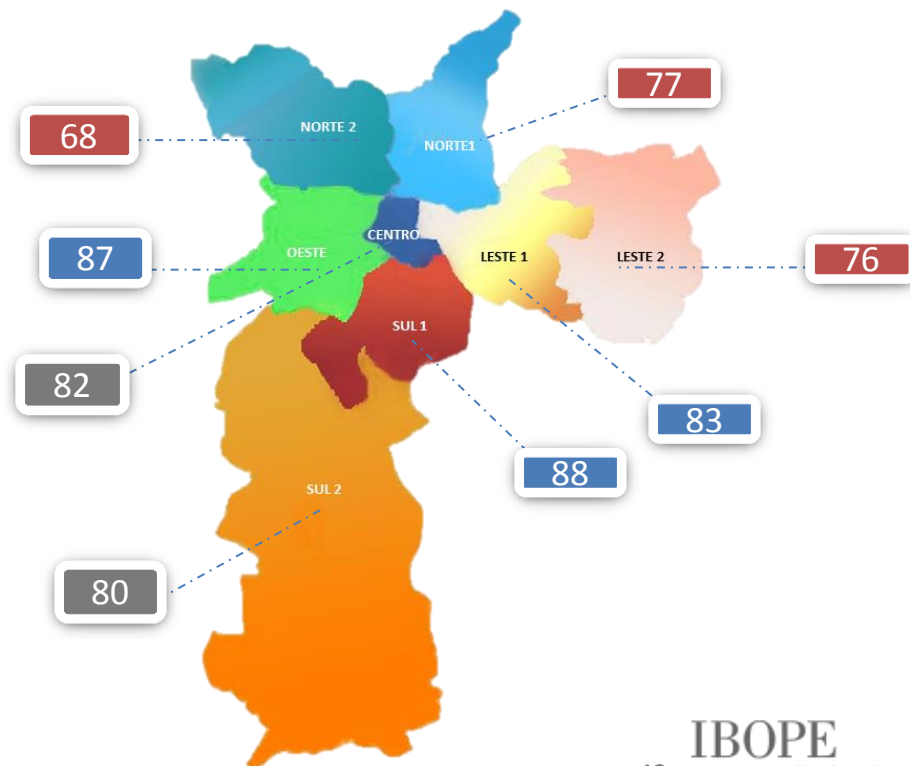 77
68
NORTE 2
NORTE1
87
OESTE
CENTRO
LESTE 1
LESTE 2
76
SUL 1
82
83
88
SUL 2
80
IBOPE